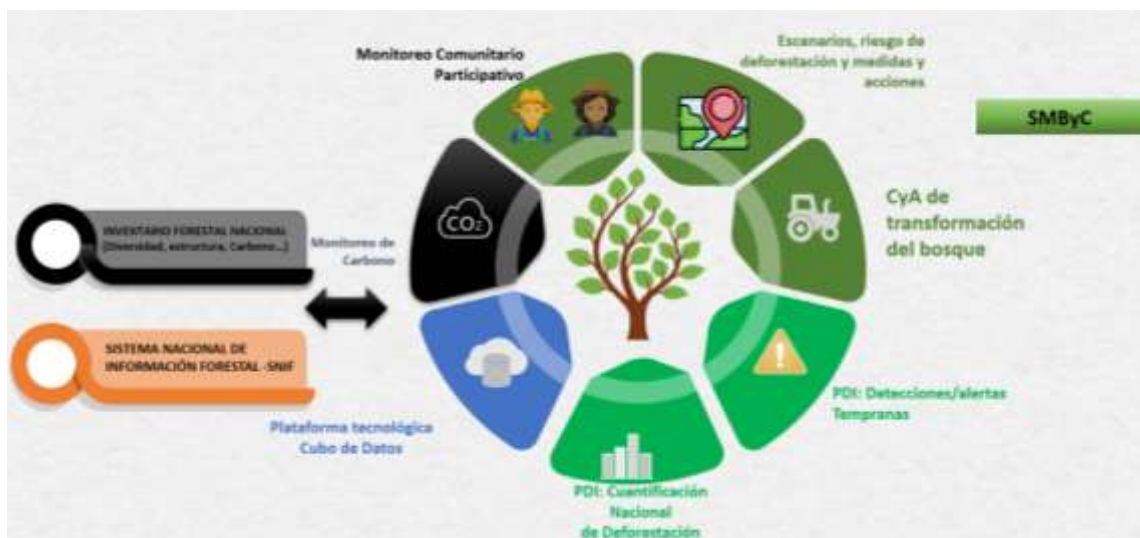 Monitoreo Comunitario
Participativo
Escenarios, riesgo de
deforestación y medidas y
acciones
SMByC
CO2
CyA de
transformación
del bosque
INVENTARIO FORESTAL NACIONAL
(Diversidad, estructura, Carbono...)
Monitoreo de
Carbono
SISTEMA NACIONAL DE
INFORMACIÓN FORESTAL -SNIF
PDI: Detecciones/alertas
Tempranas
Plataforma tecnológica
Cubo de Datos
PDI: Cuantificación
Nacional
de Deforestación